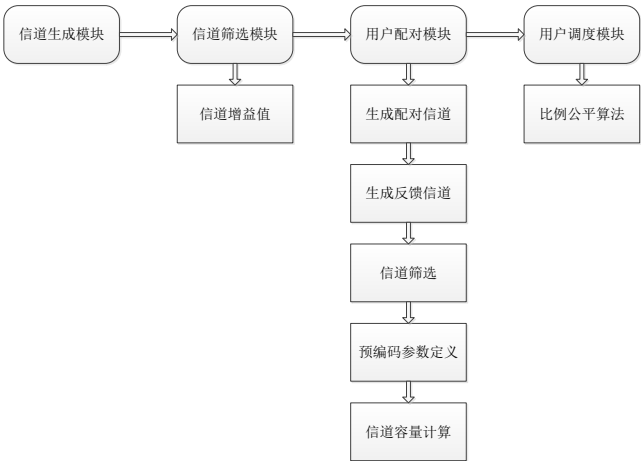 信道生成模块
信道筛选模块
用户配对模块
用户调度模块
信道增益值
生成配对信道
比例公平算法
生成反馈信道
信道筛选
预编码参数定义
信道容量计算